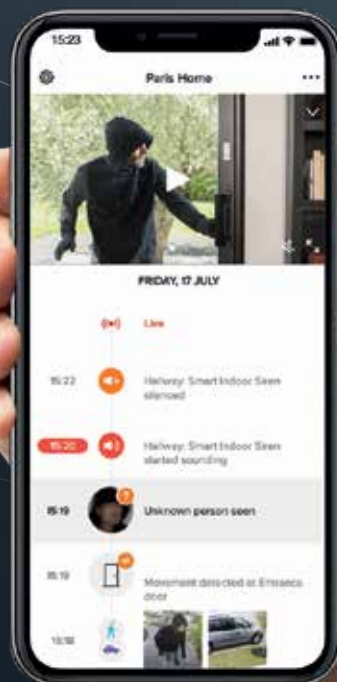 15:23
Paris Home
FRIDAY, 17 JULY
Live
15:22
Hallway: Smart Indoor Siren
silenced
15:20
Hallway: Smart Indoor Siren
started sounding
15:19
Unknown person seen
15:19
Movement detected at Entrance
door
15:18